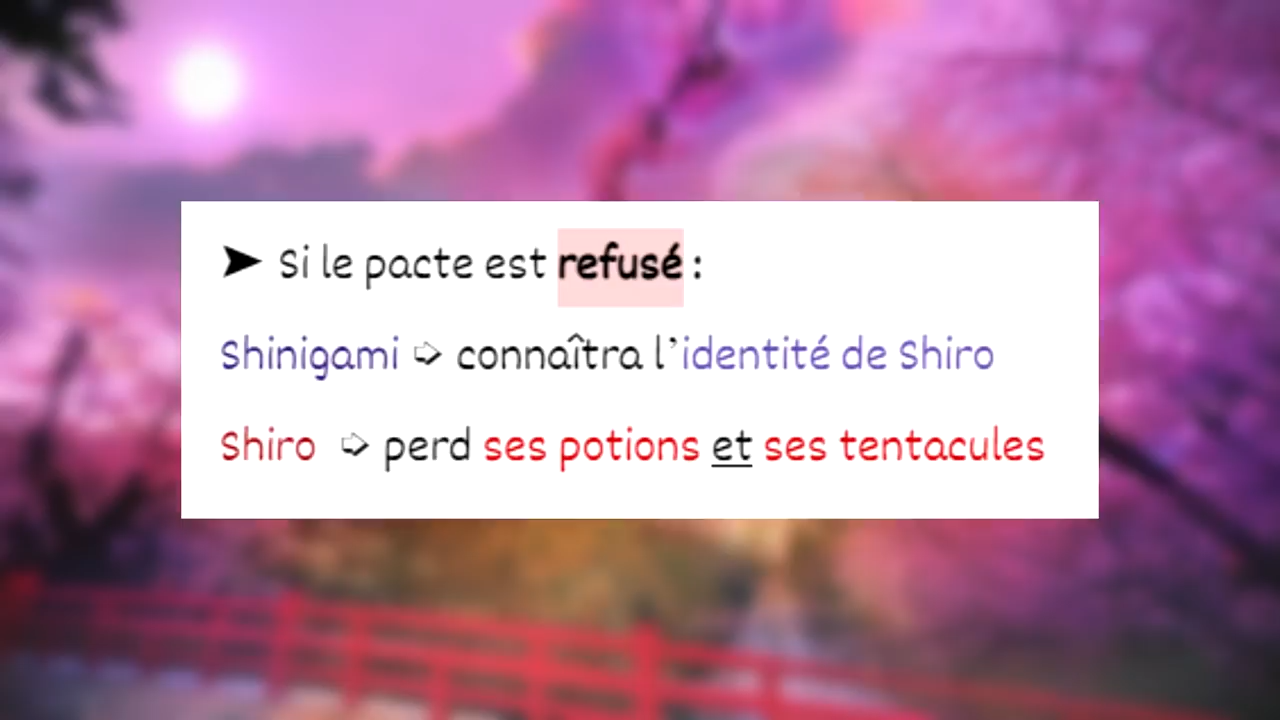 ➤ Si le pacte est refusé :
Shinigami ➩ connaîtra l’identité de Shiro
Shiro ➩ perd ses potions et ses tentacules